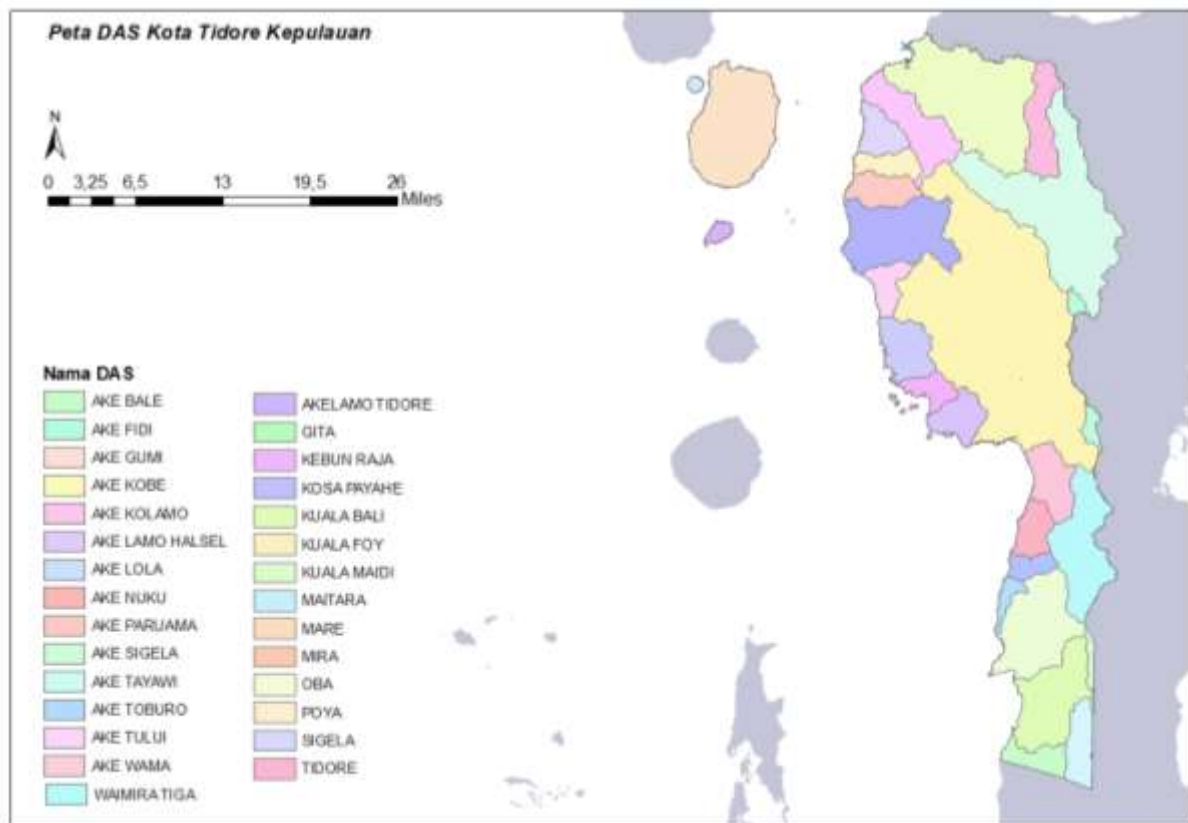 Peta DAS Kota Tidore Kepulauan
N
0 3,25 6,5 13 19,5 26
Miles
Nama DAS
AKE BALE
AKE FIDI
AKE GUMI
AKE KOBE
AKE KOLAMO
AKE LAMO HALSEL
AKE LOLA
AKE NUKU
AKE PARUAMA
AKE SIGELA
AKE TAYAWI
AKE TOBURO
AKE TULUI
AKE WAMA
WAIMIRATIGA
AKELAMO TIDORE
GITA
KEBUN RAJA
KOSA PAYAHE
KUALA BALI
KUALA FOY
KUALA MAIDI
MAITARA
MARE
MIRA
OBA
POYA
SIGELA
TIDORE